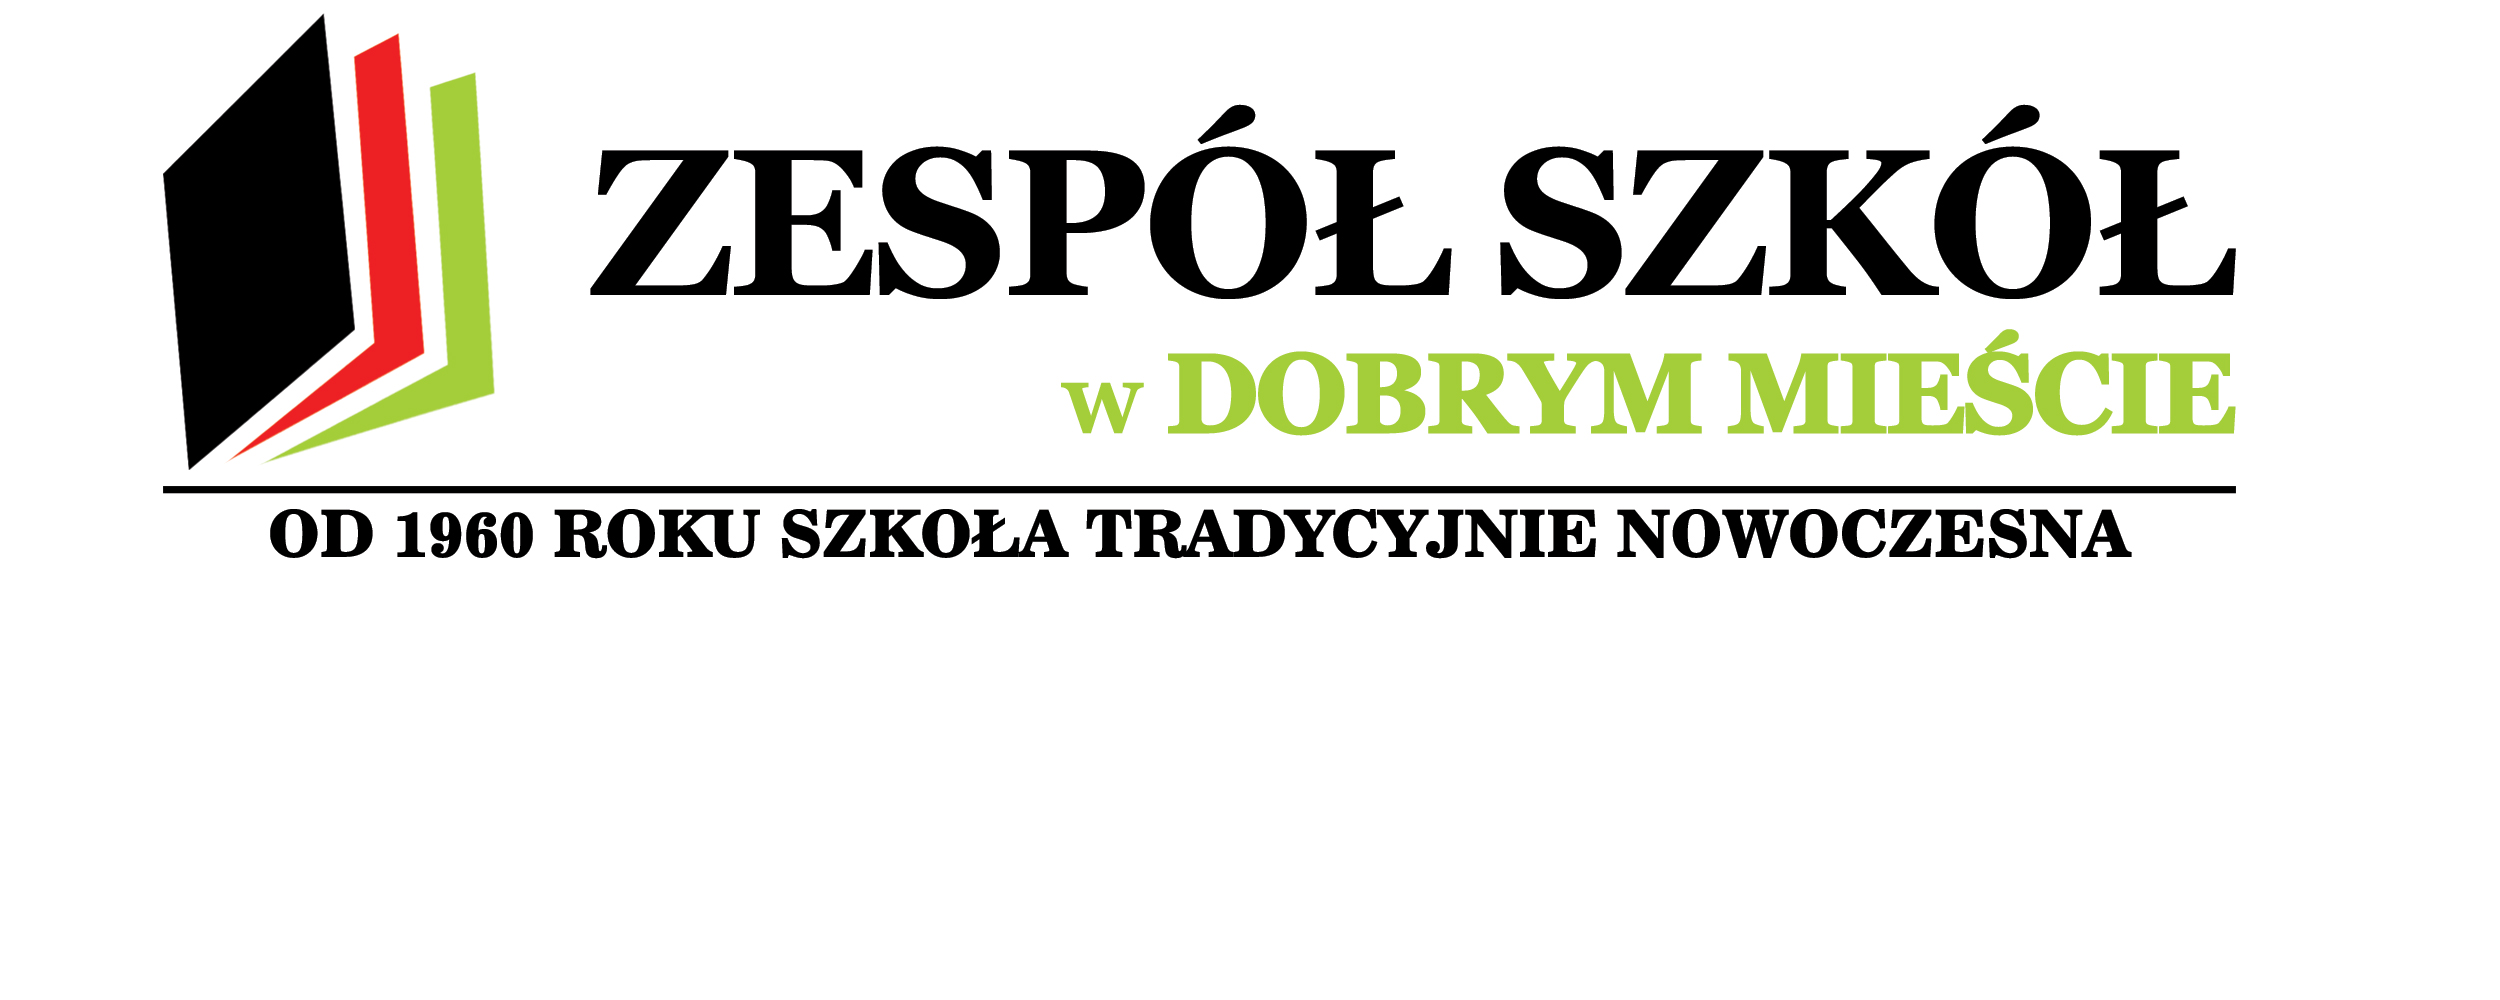 ZESPÓŁ SZKÓŁ
w DOBRYM MIEŚCIE
OD 1960 ROKU SZKOŁA TRADYCYJNIE NOWOCZESNA